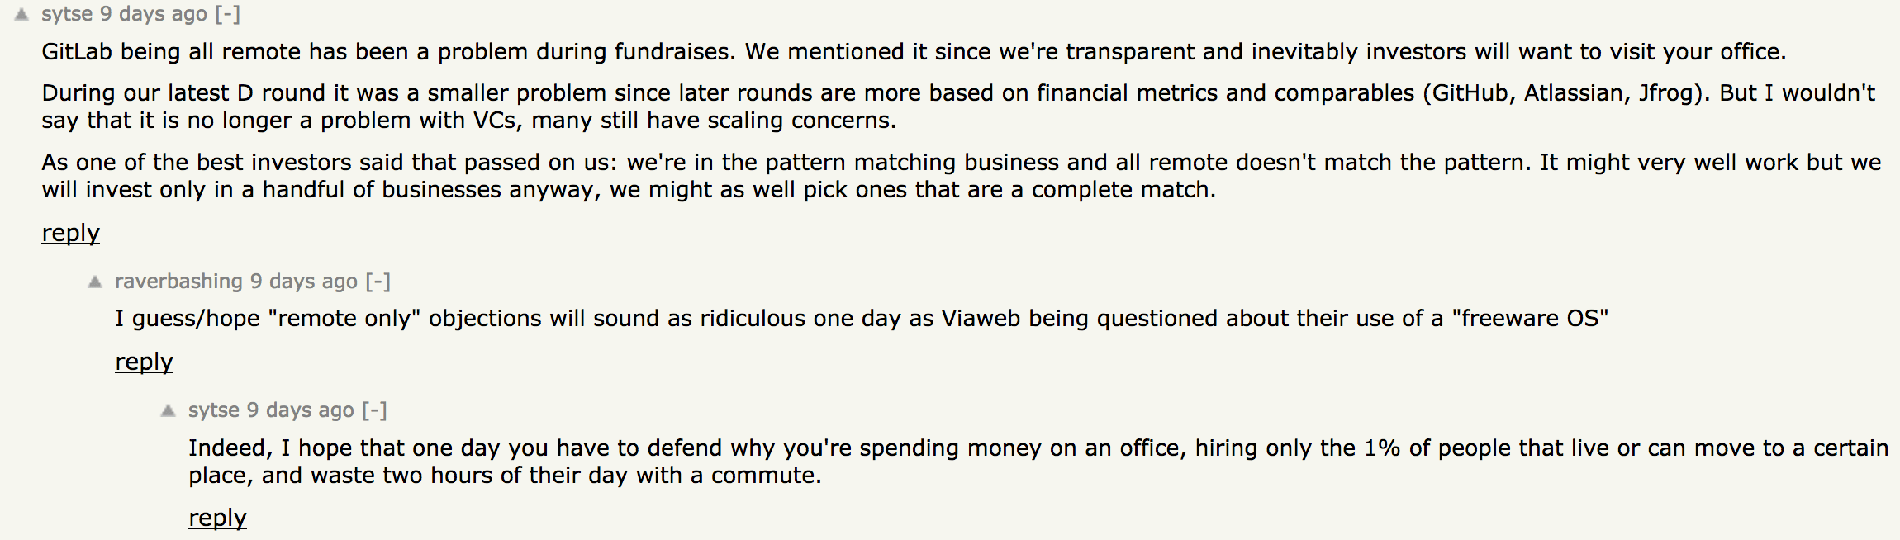 sytse 9 days ago [-]
GitLab being all remote has been a problem during fundraises. We mentioned it since we're transparent and inevitably investors will want to visit your office.
During our latest D round it was a smaller problem since later rounds are more based on financial metrics and comparables (GitHub, Atlassian, Jfrog). But I wouldn't
say that it is no longer a problem with VCs, many still have scaling concerns.
As one of the best investors said that passed on us: we're in the pattern matching business and all remote doesn't match the pattern. It might very well work but we
will invest only in a handful of businesses anyway, we might as well pick ones that are a complete match.
reply
raverbashing 9 days ago [-]
I guess/hope "remote only" objections will sound as ridiculous one day as Viaweb being questioned about their use of a "freeware OS"
reply
sytse 9 days ago [-]
Indeed, I hope that one day you have to defend why you're spending money on an office, hiring only the 1% of people that live or can move to a certain
place, and waste two hours of their day with a commute.
reply